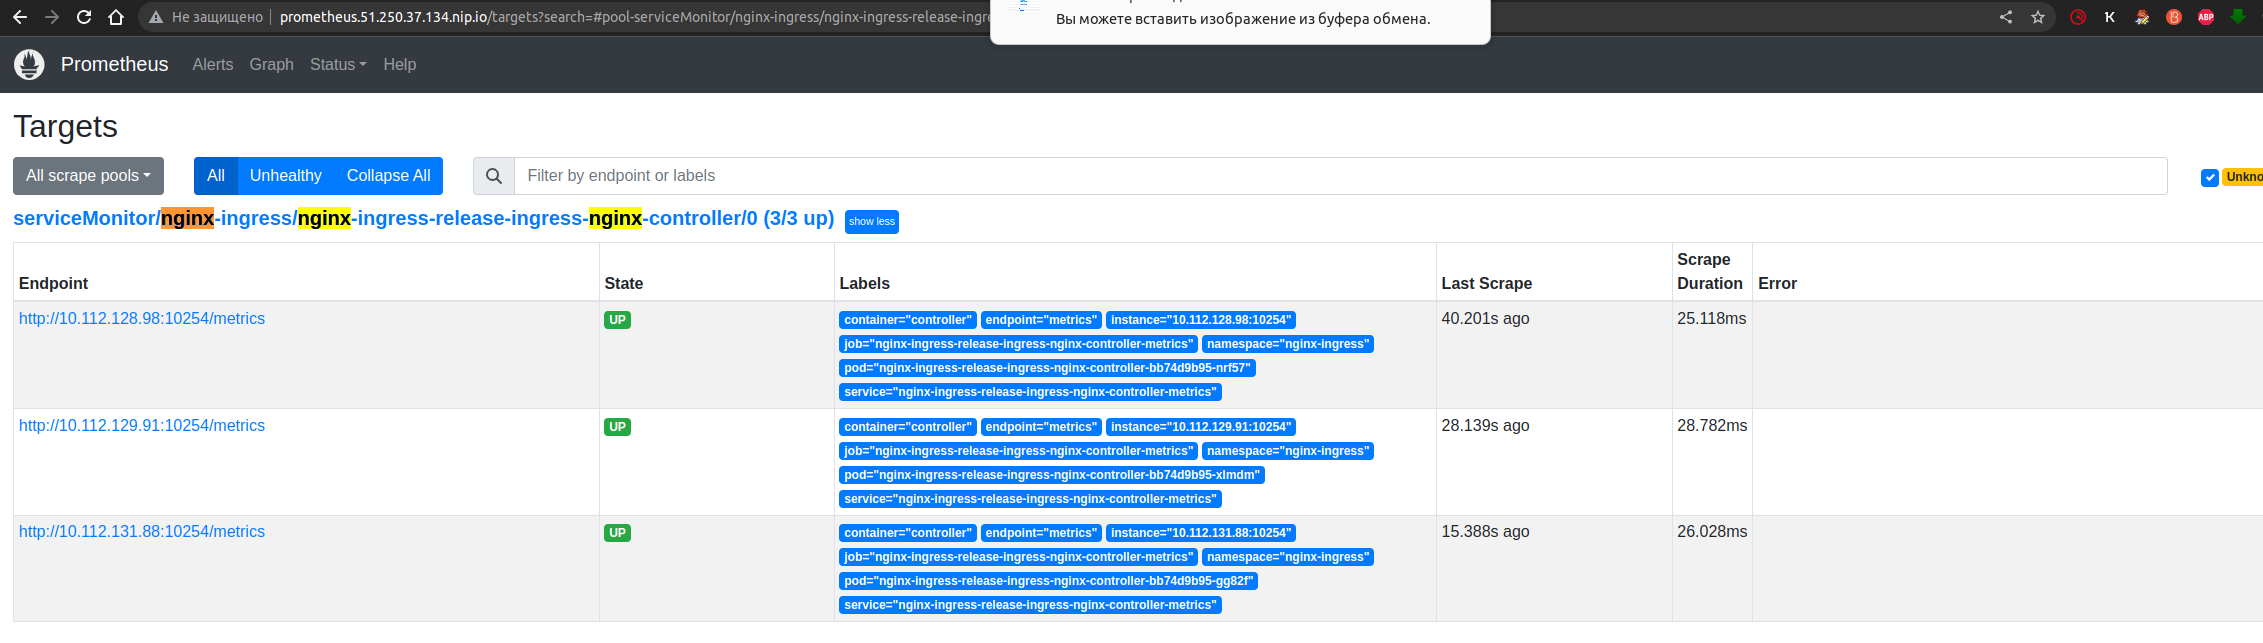 Не защищено prometheus.51.250.37.134.nip.io/targets?search=#pool-serviceMonitor/nginx-ingress/nginx-ingress-release-ingre
Вы можете вставить изображение из буфера обмена.
K ABP
Prometheus Alerts Graph Status Help
Targets
All scrape pools All Unhealthy Collapse All Filter by endpoint or labels Unkno
serviceMonitor/nginx-ingress/nginx-ingress-release-ingress-nginx-controller/0 (3/3 up) show less
Endpoint State Labels Last Scrape Scrape Duration Error
http://10.112.128.98:10254/metrics UP container="controller" endpoint="metrics" instance="10.112.128.98:10254" 40.201s ago 25.118ms
job="nginx-ingress-release-ingress-nginx-controller-metrics" namespace="nginx-ingress"
pod="nginx-ingress-release-ingress-nginx-controller-bb74d9b95-nrf57"
service="nginx-ingress-release-ingress-nginx-controller-metrics"
http://10.112.129.91:10254/metrics UP container="controller" endpoint="metrics" instance="10.112.129.91:10254" 28.139s ago 28.782ms
job="nginx-ingress-release-ingress-nginx-controller-metrics" namespace="nginx-ingress"
pod="nginx-ingress-release-ingress-nginx-controller-bb74d9b95-xlmdm"
service="nginx-ingress-release-ingress-nginx-controller-metrics"
http://10.112.131.88:10254/metrics UP container="controller" endpoint="metrics" instance="10.112.131.88:10254" 15.388s ago 26.028ms
job="nginx-ingress-release-ingress-nginx-controller-metrics" namespace="nginx-ingress"
pod="nginx-ingress-release-ingress-nginx-controller-bb74d9b95-gg82f"
service="nginx-ingress-release-ingress-nginx-controller-metrics"